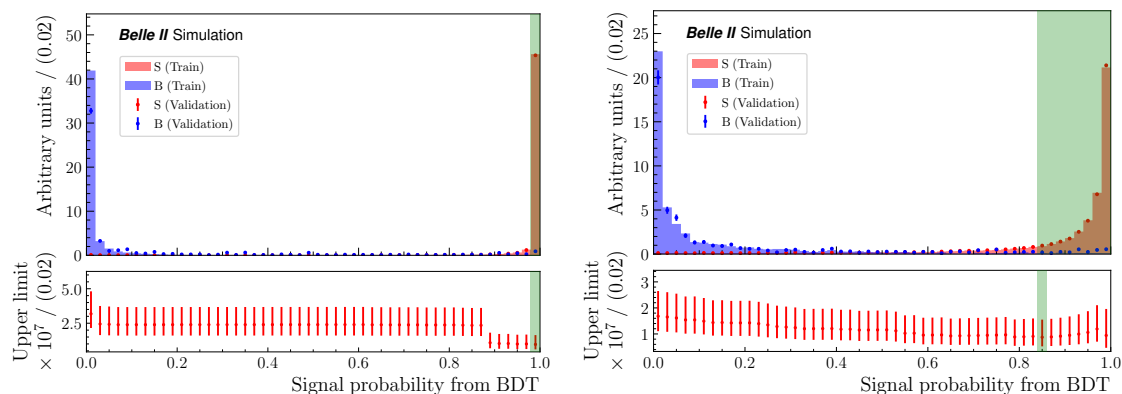 Belle II Simulation
S (Train)
B (Train)
S (Validation)
B (Validation)
Arbitrary units / (0.02)
50
40
30
20
10
0
Upper limit
× 10⁷ / (0.02)
5.0
2.5
0.0 0.2 0.4 0.6 0.8 1.0
Signal probability from BDT
Belle II Simulation
S (Train)
B (Train)
S (Validation)
B (Validation)
Arbitrary units / (0.02)
25
20
15
10
5
0
Upper limit
× 10⁷ / (0.02)
3
2
1
0.0 0.2 0.4 0.6 0.8 1.0
Signal probability from BDT